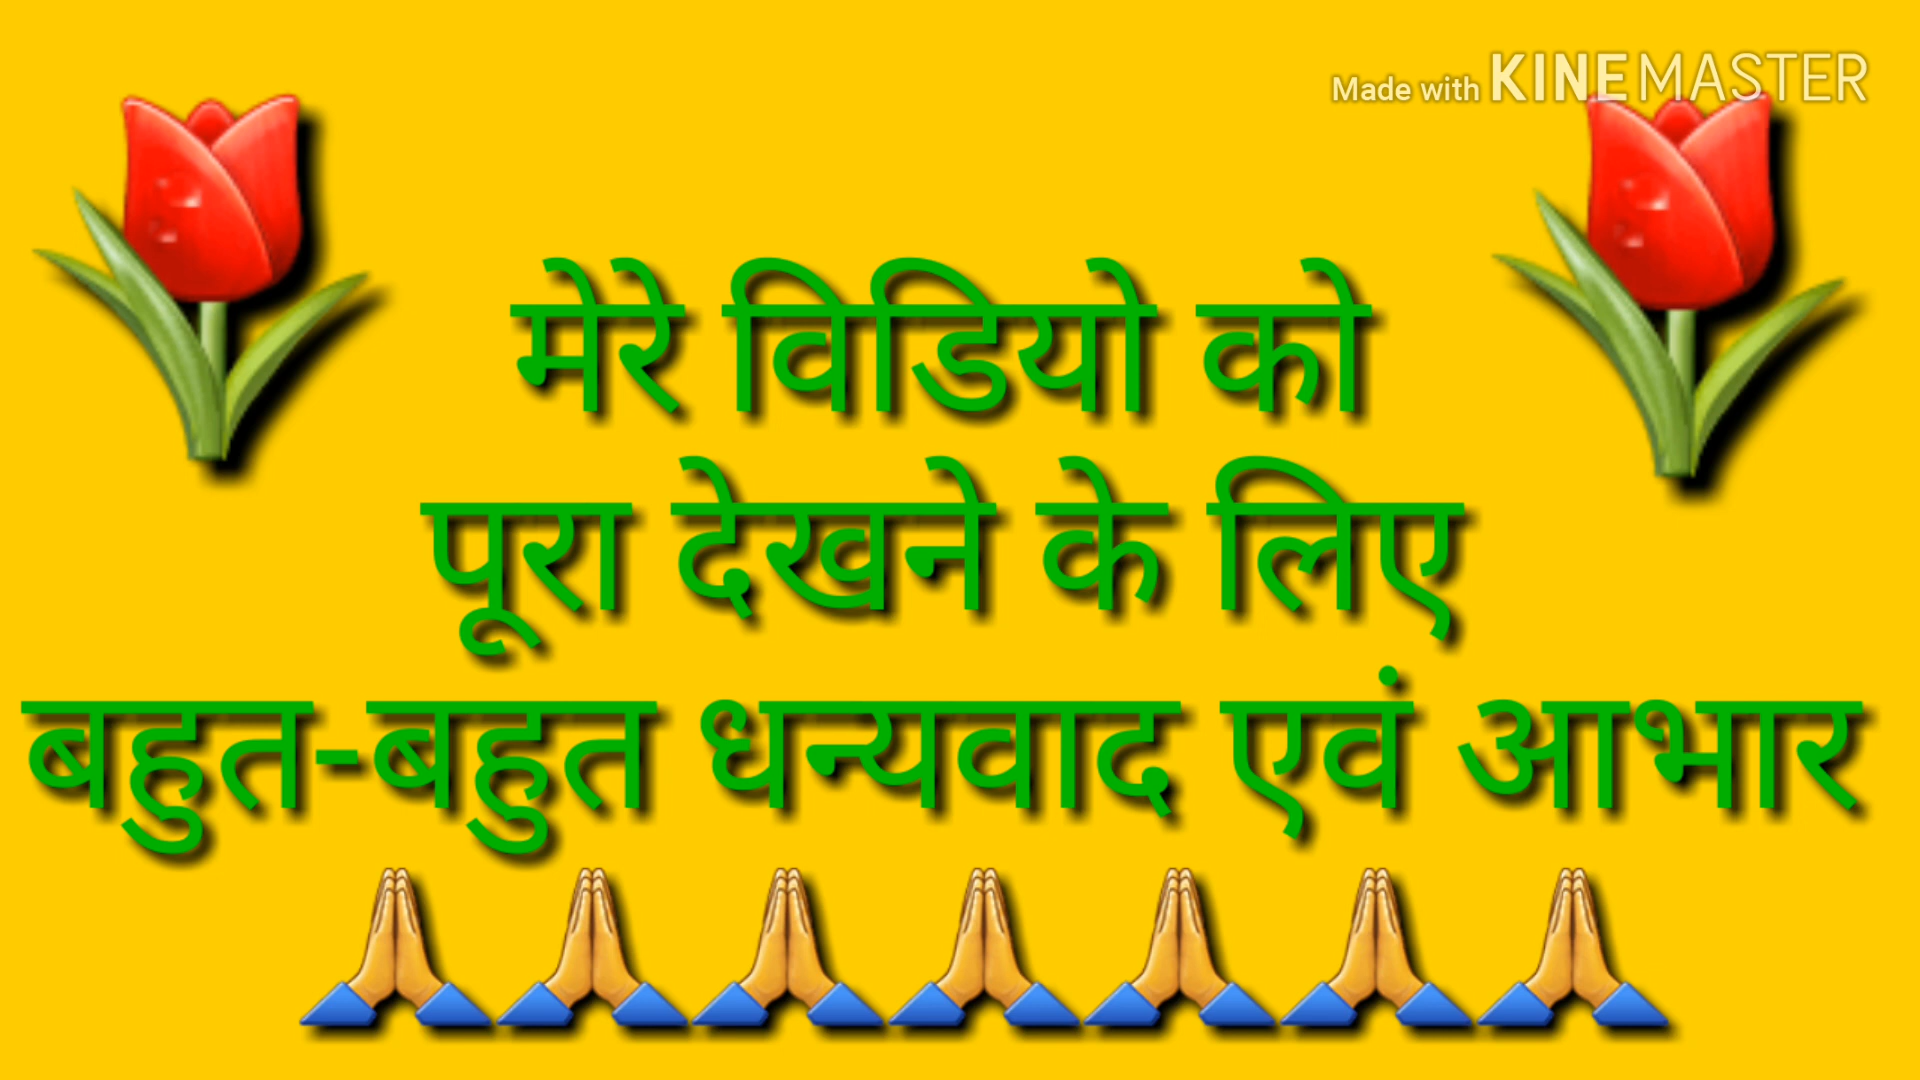 Made with KINEMASTER
मेरे विडियो को
पूरा देखने के लिए
बहुत-बहुत धन्यवाद एवं आभार